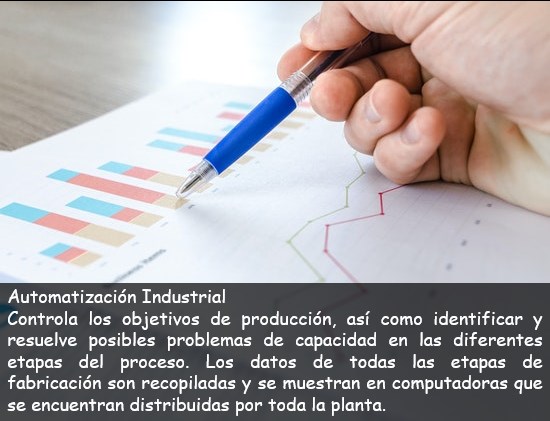 Automatización Industrial
Controla los objetivos de producción, así como identificar y
resuelve posibles problemas de capacidad en las diferentes
etapas del proceso. Los datos de todas las etapas de
fabricación son recopiladas y se muestran en computadoras que
se encuentran distribuidas por toda la planta.